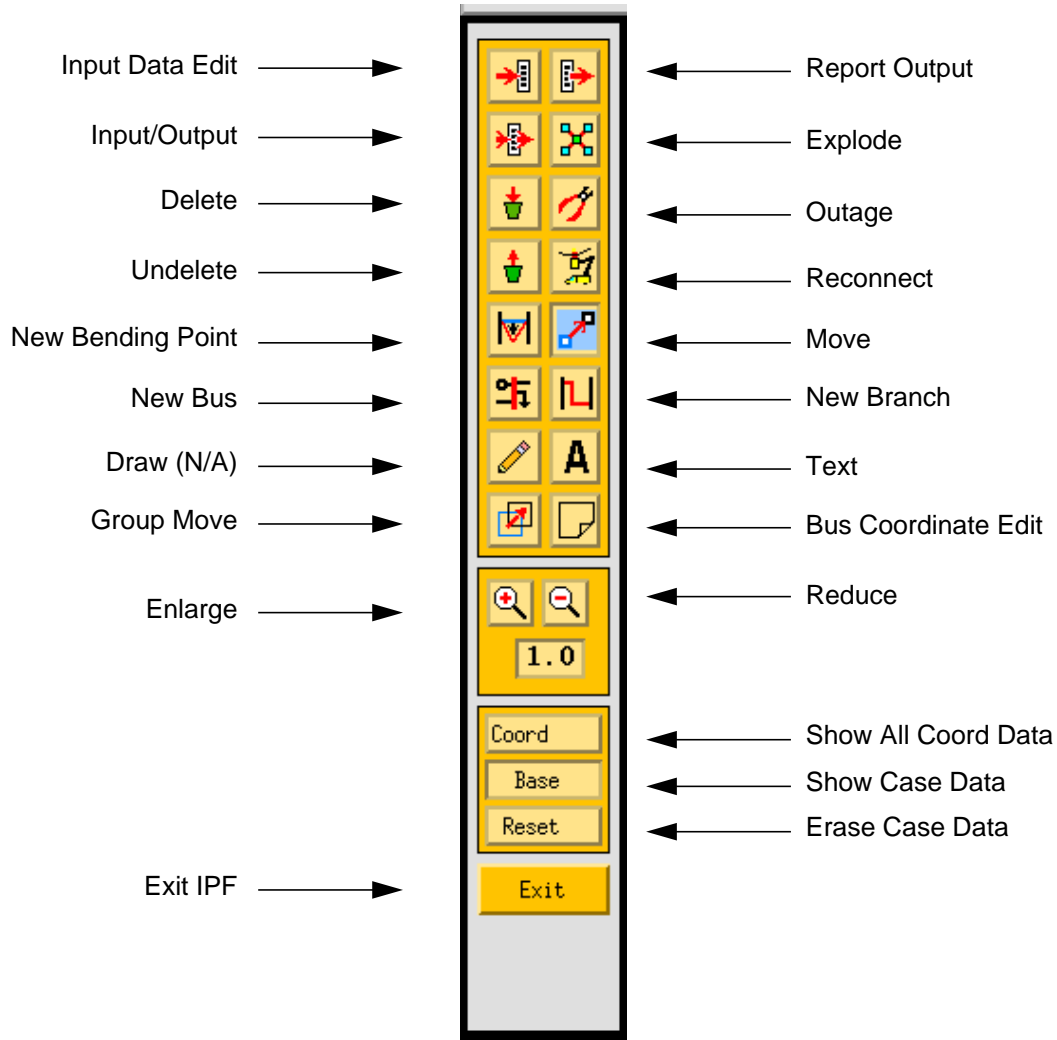 Input Data Edit
Report Output
Input/Output
Explode
Delete
Outage
Undelete
Reconnect
New Bending Point
Move
New Bus
New Branch
Draw (N/A)
A
Text
Group Move
Bus Coordinate Edit
Enlarge
Reduce
1.0
Coord
Show All Coord Data
Base
Show Case Data
Reset
Erase Case Data
Exit IPF
Exit